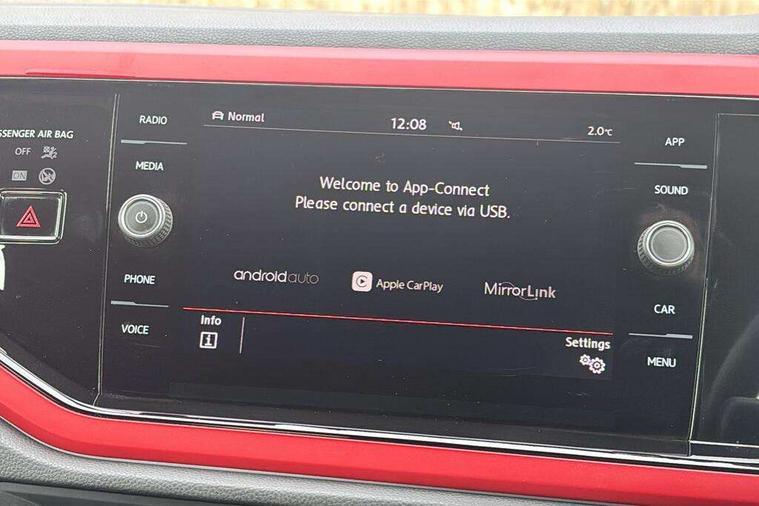 SSENGER AIR BAG
OFF
ON
RADIO
MEDIA
PHONE
VOICE
Normal
12:08
2.0°C
Welcome to App-Connect
Please connect a device via USB.
androidauto
Apple CarPlay
MirrorLink
Info
Settings
APP
SOUND
CAR
MENU